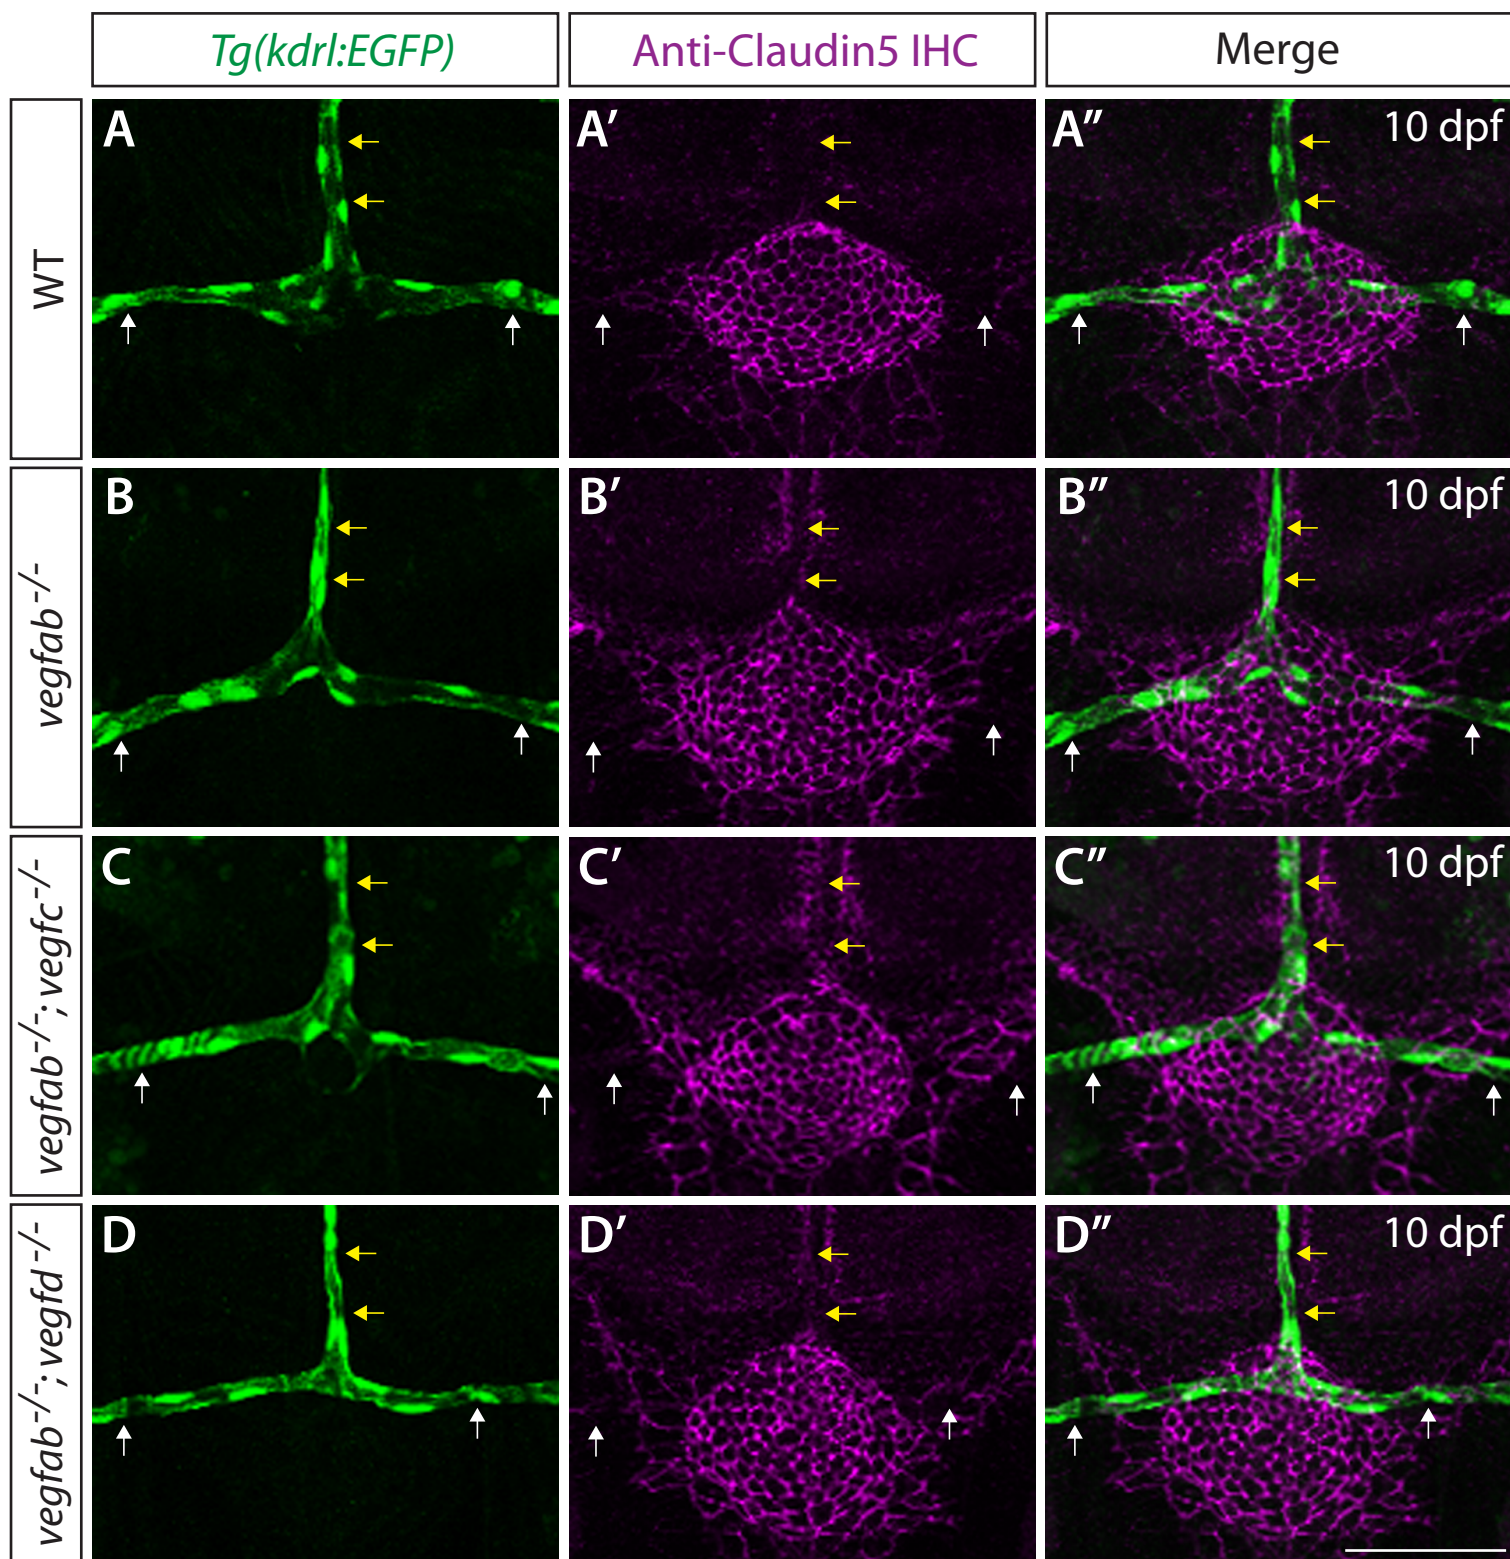 Tg(kdrl:EGFP) Anti-Claudin5 IHC Merge
WT
A A′ A″ 10 dpf
vegfab-/-
B B′ B″ 10 dpf
vegfab-/-; vegfc-/-
C C′ C″ 10 dpf
vegfab-/-; vegfd-/-
D D′ D″ 10 dpf